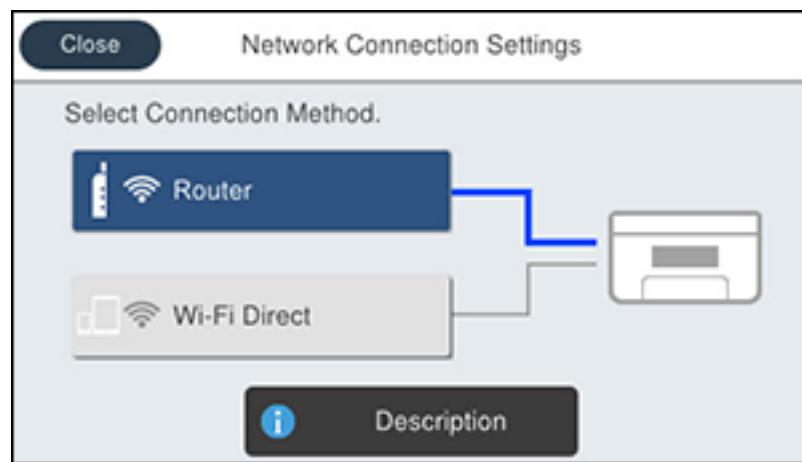 Close
Network Connection Settings
Select Connection Method.
Router
Wi-Fi Direct
i
Description